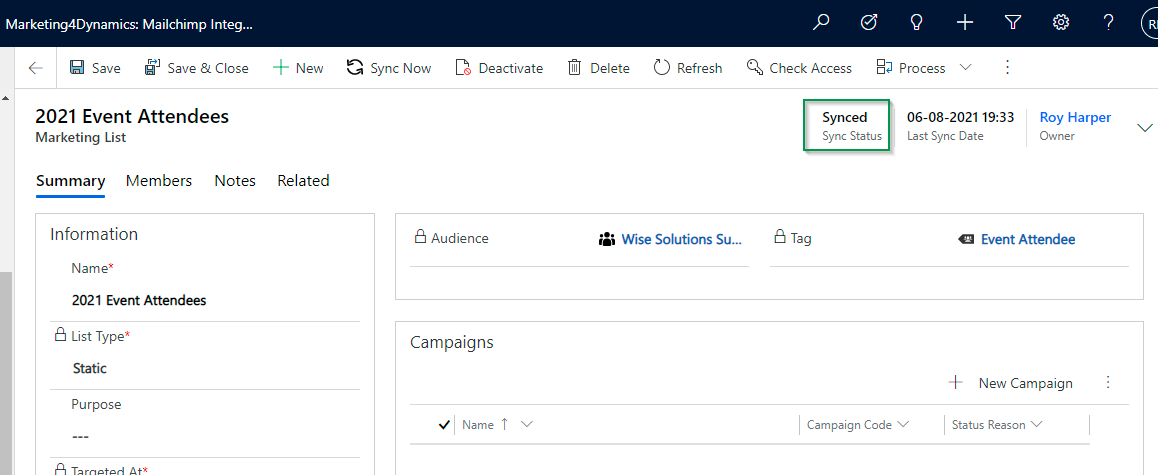 Marketing4Dynamics: Mailchimp Integ...
Save
Save & Close
New
Sync Now
Deactivate
Delete
Refresh
Check Access
Process
2021 Event Attendees
Marketing List
Synced
Sync Status
06-08-2021 19:33
Last Sync Date
Roy Harper
Owner
Summary
Members
Notes
Related
Information
Name*
2021 Event Attendees
List Type*
Static
Purpose
---
Targeted At*
Audience
Wise Solutions Su...
Tag
Event Attendee
Campaigns
New Campaign
Name
Campaign Code
Status Reason